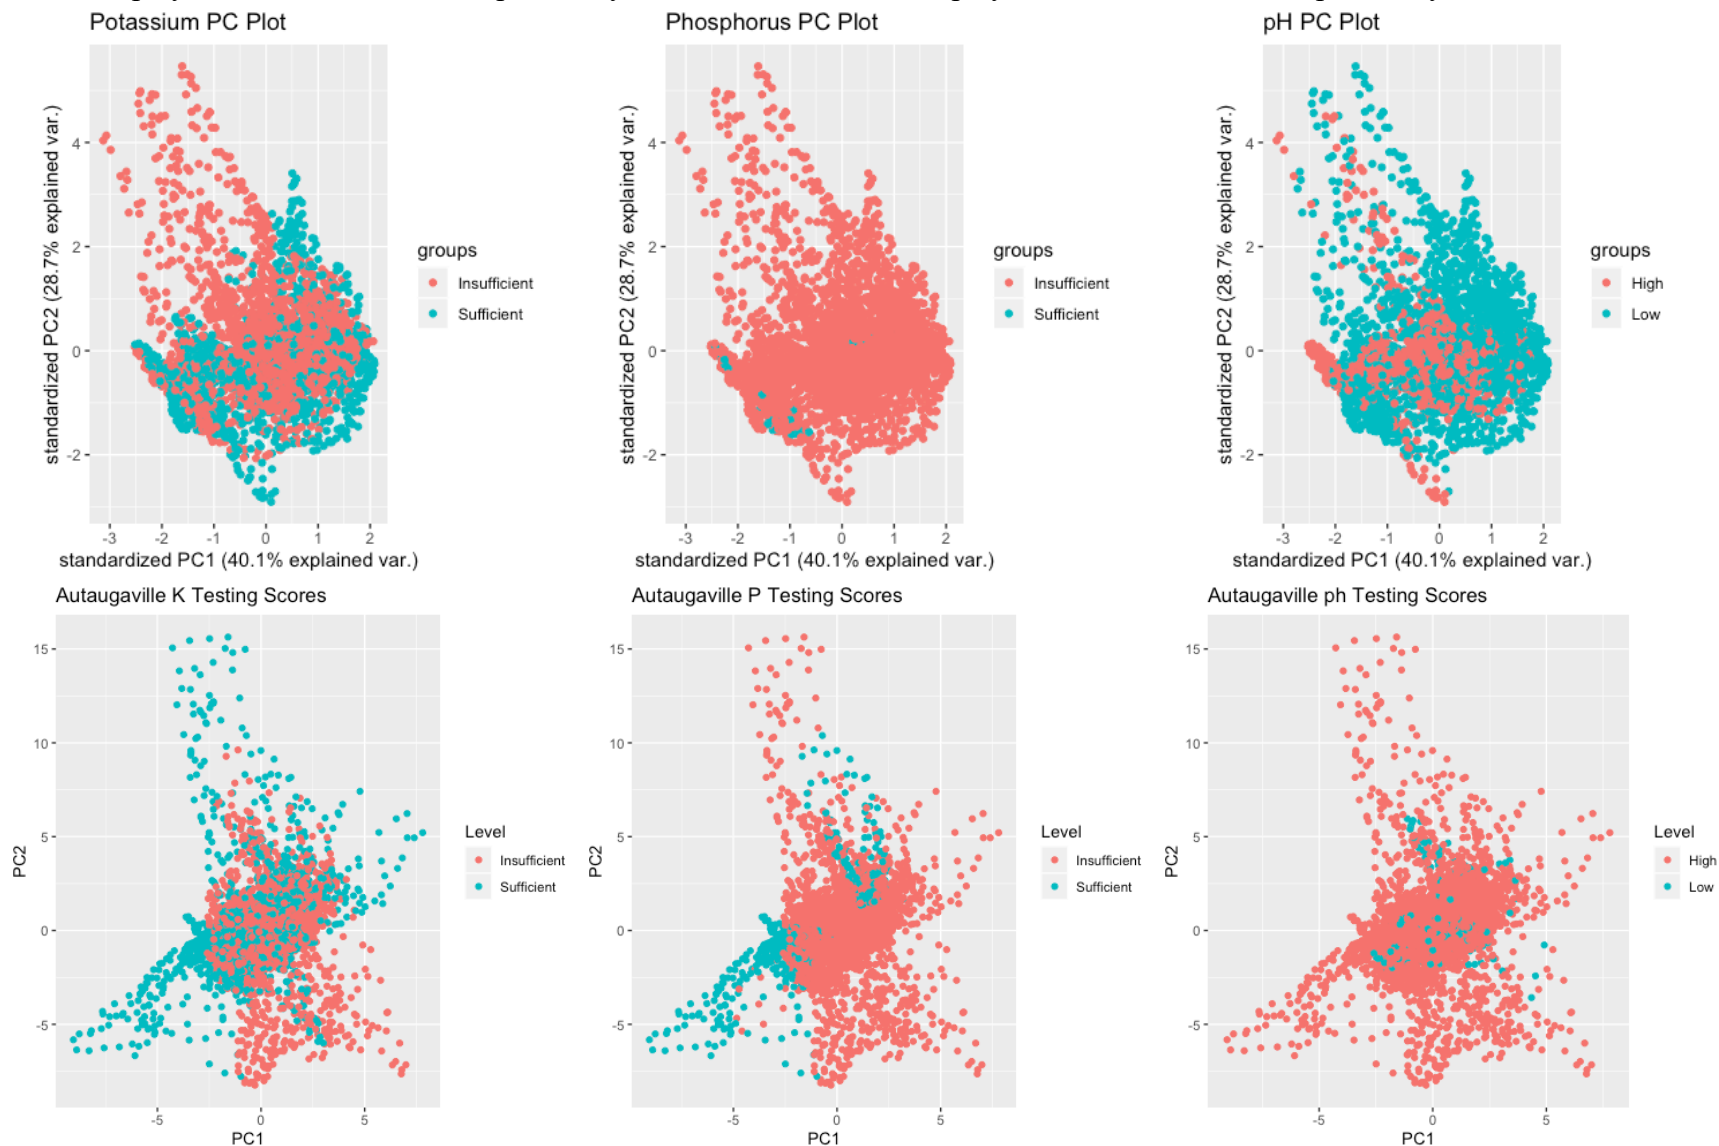 Potassium PC Plot
standardized PC2 (28.7% explained var.)
4
2
0
-2
-3 -2 -1 0 1 2
standardized PC1 (40.1% explained var.)
groups
Insufficient
Sufficient
Phosphorus PC Plot
standardized PC2 (28.7% explained var.)
4
2
0
-2
-3 -2 -1 0 1 2
standardized PC1 (40.1% explained var.)
groups
Insufficient
Sufficient
pH PC Plot
standardized PC2 (28.7% explained var.)
4
2
0
-2
-3 -2 -1 0 1 2
standardized PC1 (40.1% explained var.)
groups
High
Low
Autaugaville K Testing Scores
PC2
15
10
5
0
-5
-5 0 5
PC1
Level
Insufficient
Sufficient
Autaugaville P Testing Scores
PC2
15
10
5
0
-5
-5 0 5
PC1
Level
Insufficient
Sufficient
Autaugaville ph Testing Scores
PC2
15
10
5
0
-5
-5 0 5
PC1
Level
High
Low